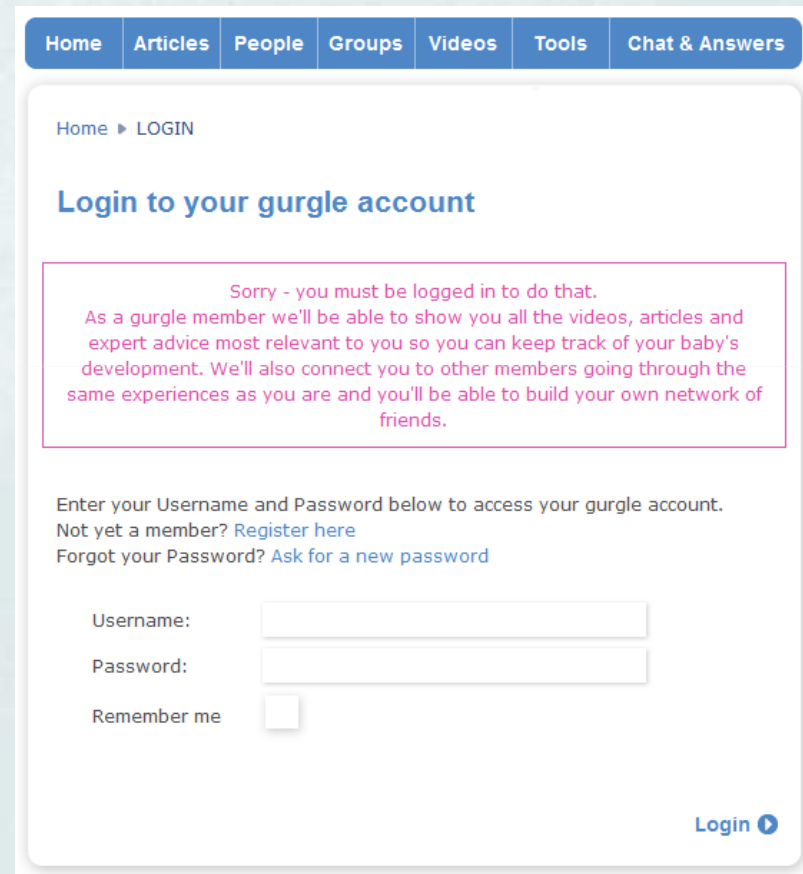 Home Articles People Groups Videos Tools Chat & Answers
Home LOGIN
Login to your gurgle account
Sorry - you must be logged in to do that.
As a gurgle member we'll be able to show you all the videos, articles and
expert advice most relevant to you so you can keep track of your baby's
development. We'll also connect you to other members going through the
same experiences as you are and you'll be able to build your own network of
friends.
Enter your Username and Password below to access your gurgle account.
Not yet a member? Register here
Forgot your Password? Ask for a new password
Username:
Password:
Remember me
Login